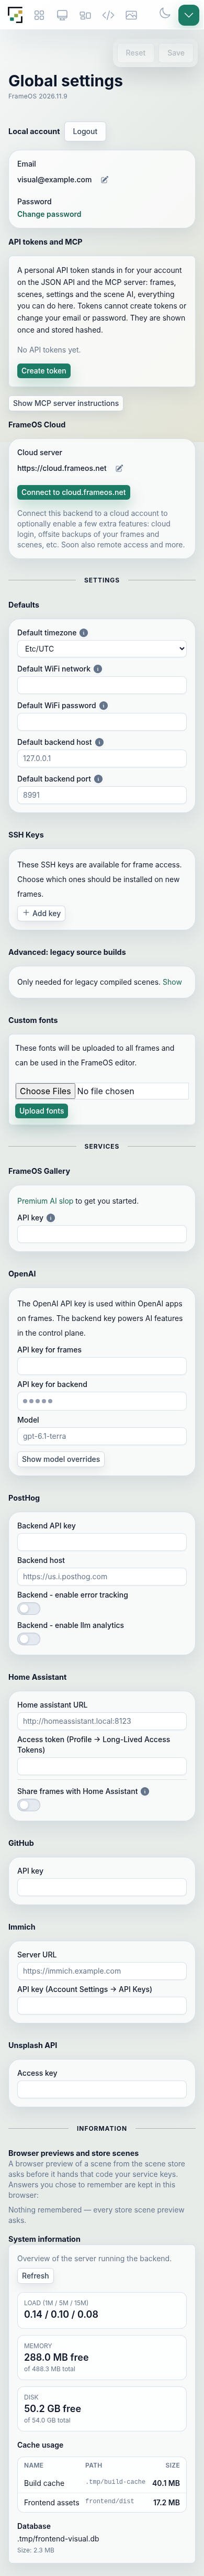 Reset
Save
Global settings
FrameOS 2026.11.9
Local account
Logout
Email
visual@example.com
Password
Change password
API tokens and MCP
A personal API token stands in for your account
on the JSON API and the MCP server: frames,
scenes, settings and the scene AI, everything
you can do here. Tokens cannot create tokens or
change your email or password. They are shown
once and stored hashed.
No API tokens yet.
Create token
Show MCP server instructions
FrameOS Cloud
Cloud server
https://cloud.frameos.net
Connect to cloud.frameos.net
Connect this backend to a cloud account to
optionally enable a few extra features: cloud
login, offsite backups of your frames and
scenes, etc. Soon also remote access and more.
SETTINGS
Defaults
Default timezone
Etc/UTC
Default WiFi network
Default WiFi password
Default backend host
127.0.0.1
Default backend port
8991
SSH Keys
These SSH keys are available for frame access.
Choose which ones should be installed on new
frames.
Add key
Advanced: legacy source builds
Only needed for legacy compiled scenes. Show
Custom fonts
These fonts will be uploaded to all frames and
can be used in the FrameOS editor.
Choose Files No file chosen
Upload fonts
SERVICES
FrameOS Gallery
Premium AI slop to get you started.
API key
OpenAI
The OpenAI API key is used within OpenAI apps
on frames. The backend key powers AI features
in the control plane.
API key for frames
API key for backend
Model
gpt-6.1-terra
Show model overrides
PostHog
Backend API key
Backend host
https://us.i.posthog.com
Backend - enable error tracking
Backend - enable llm analytics
Home Assistant
Home assistant URL
http://homeassistant.local:8123
Access token (Profile -> Long-Lived Access
Tokens)
Share frames with Home Assistant
GitHub
API key
Immich
Server URL
https://immich.example.com
API key (Account Settings -> API Keys)
Unsplash API
Access key
INFORMATION
Browser previews and store scenes
A browser preview of a scene from the scene store
asks before it hands that code your service keys.
Answers you chose to remember are kept in this
browser:
Nothing remembered — every store scene preview
asks.
System information
Overview of the server running the backend.
Refresh
LOAD (1M / 5M / 15M)
0.14 / 0.10 / 0.08
MEMORY
288.0 MB free
of 488.3 MB total
DISK
50.2 GB free
of 54.0 GB total
Cache usage
NAME PATH SIZE
Build cache .tmp/build-cache 40.1 MB
Frontend assets frontend/dist 17.2 MB
Database
.tmp/frontend-visual.db
Size: 2.3 MB